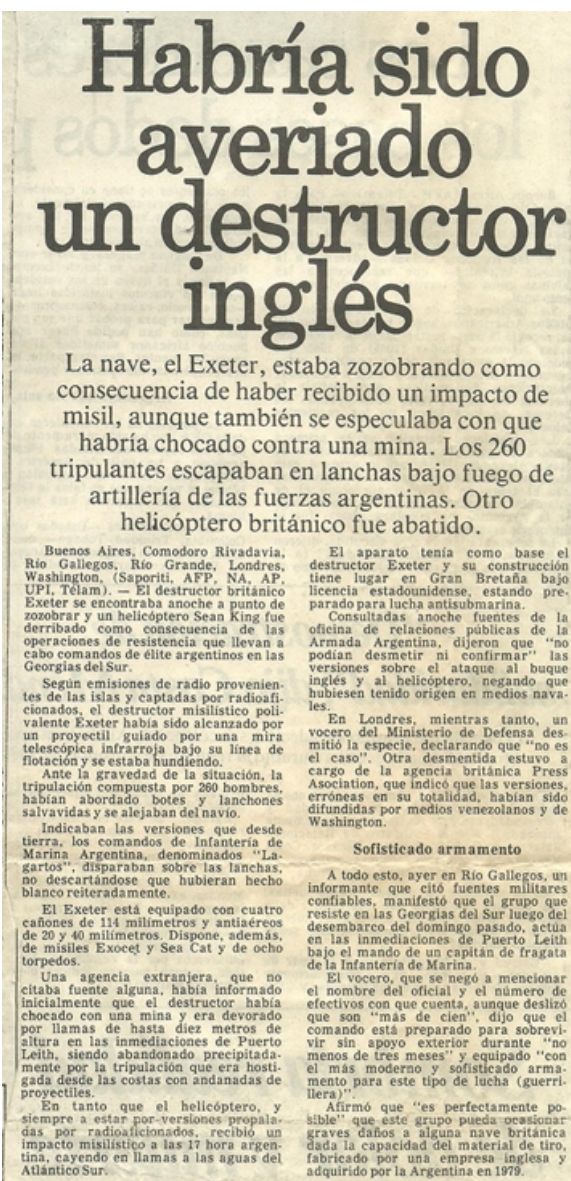 Habría sido
averiado
un destructor
inglés
La nave, el Exeter, estaba zozobrando como
consecuencia de haber recibido un impacto de
misil, aunque también se especulaba con que
habría chocado contra una mina. Los 260
tripulantes escapaban en lanchas bajo fuego de
artillería de las fuerzas argentinas. Otro
helicóptero británico fue abatido.
Buenos Aires, Comodoro Rivadavia,
Río Gallegos, Río Grande, Londres,
Washington, (Saporiti, AFP, NA, AP,
UPI, Télam). — El destructor británico
Exeter se encontraba anoche a punto de
zozobrar y un helicóptero Sean King fue
derribado como consecuencia de las
operaciones de resistencia que llevan a
cabo comandos de élite argentinos en las
Georgias del Sur.
Según emisiones de radio provenien-
tes de las islas y captadas por radioafi-
cionados, el destructor misilístico poli-
valente Exeter había sido alcanzado por
un proyectil guiado por una mira
telescópica infrarroja bajo su línea de
flotación y se estaba hundiendo.
Ante la gravedad de la situación, la
tripulación compuesta por 260 hombres,
habían abordado botes y lanchones
salvavidas y se alejaban del navío.
Indicaban las versiones que desde
tierra, los comandos de Infantería de
Marina Argentina, denominados "La-
gartos", disparaban sobre las lanchas,
no descartándose que hubieran hecho
blanco reiteradamente.
El Exeter está equipado con cuatro
cañones de 114 milímetros y antiaéreos
de 20 y 40 milímetros. Dispone, además,
de misiles Exocet y Sea Cat y de ocho
torpedos.
Una agencia extranjera, que no
citaba fuente alguna, había informado
inicialmente que el destructor había
chocado con una mina y era devorado
por llamas de hasta diez metros de
altura en las inmediaciones de Puerto
Leith, siendo abandonado precipitada-
mente por la tripulación que era hosti-
gada desde las costas con andanadas de
proyectiles.
En tanto que el helicóptero, y
siempre a estar por versiones propala-
das por radioaficionados, recibió un
impacto misilístico a las 17 hora argen-
tina, cayendo en llamas a las aguas del
Atlántico Sur.
El aparato tenía como base el
destructor Exeter y su construcción
tiene lugar en Gran Bretaña bajo
licencia estadounidense, estando pre-
parado para lucha antisubmarina.
Consultadas anoche fuentes de la
oficina de relaciones públicas de la
Armada Argentina, dijeron que "no
podían desmetir ni confirmar" las
versiones sobre el ataque al buque
inglés y al helicóptero, negando que
hubiesen tenido origen en medios nava-
les.
En Londres, mientras tanto, un
vocero del Ministerio de Defensa des-
mitió la especie, declarando que "no es
el caso". Otra desmentida estuvo a
cargo de la agencia británica Press
Asociation, que indicó que las versiones,
erróneas en su totalidad, habían sido
difundidas por medios venezolanos y de
Washington.
Sofisticado armamento
A todo esto, ayer en Río Gallegos, un
informante que citó fuentes militares
confiables, manifestó que el grupo que
resiste en las Georgias del Sur luego del
desembarco del domingo pasado, actúa
en las inmediaciones de Puerto Leith
bajo el mando de un capitán de fragata
de la Infantería de Marina.
El vocero, que se negó a mencionar
el nombre del oficial y el número de
efectivos con que cuenta, aunque deslizó
que son "más de cien", dijo que el
comando está preparado para sobrevi-
vir sin apoyo exterior durante "no
menos de tres meses" y equipado "con
el más moderno y sofisticado arma-
mento para este tipo de lucha (guerri-
llera)".
Afirmó que "es perfectamente po-
sible" que este grupo pueda ocasionar
graves daños a alguna nave británica
dada la capacidad del material de tiro,
fabricado por una empresa inglesa y
adquirido por la Argentina en 1979.